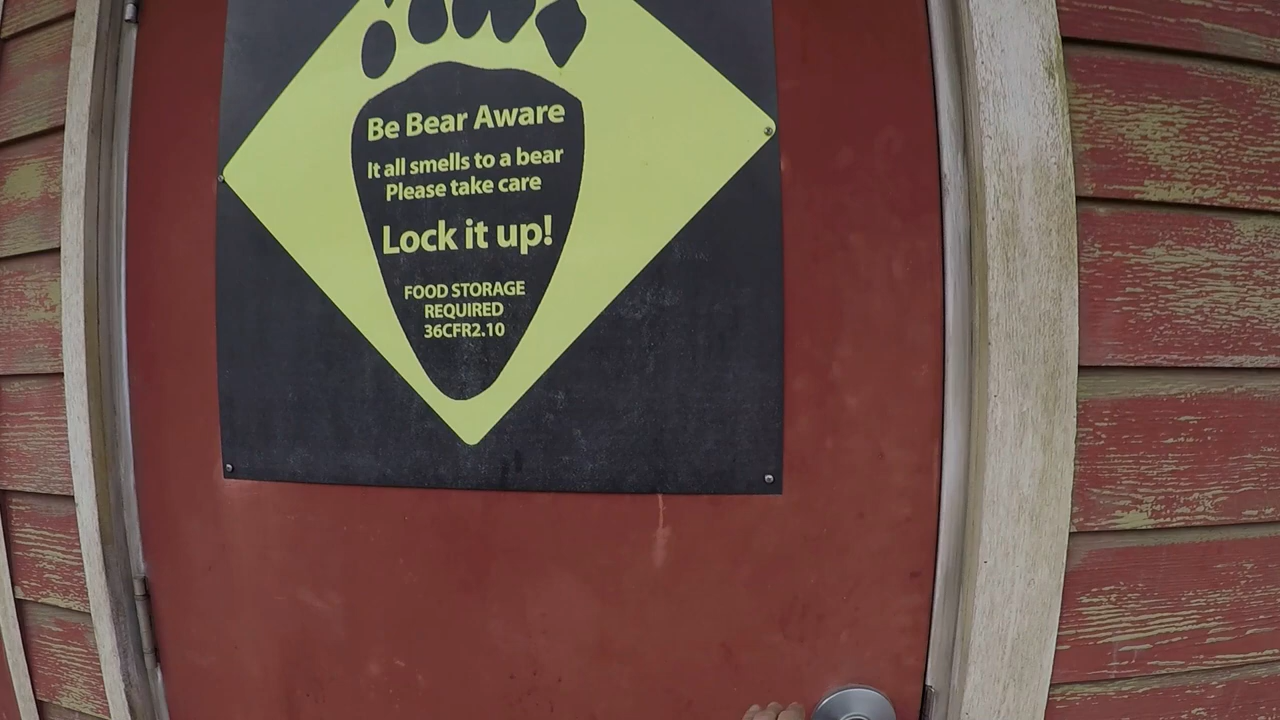 Be Bear Aware
It all smells to a bear
Please take care
Lock it up!
FOOD STORAGE
REQUIRED
36CFR2.10